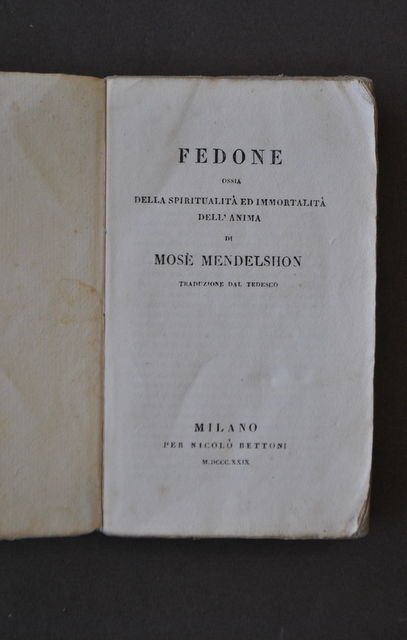 FEDONE
OSSIA
DELLA SPIRITUALITÀ ED IMMORTALITÀ
DELL'ANIMA
DI
MOSÈ MENDELSHON
TRADUZIONE DAL TEDESCO
MILANO
PER NICOLÒ BETTONI
M.DCCC.XXIX